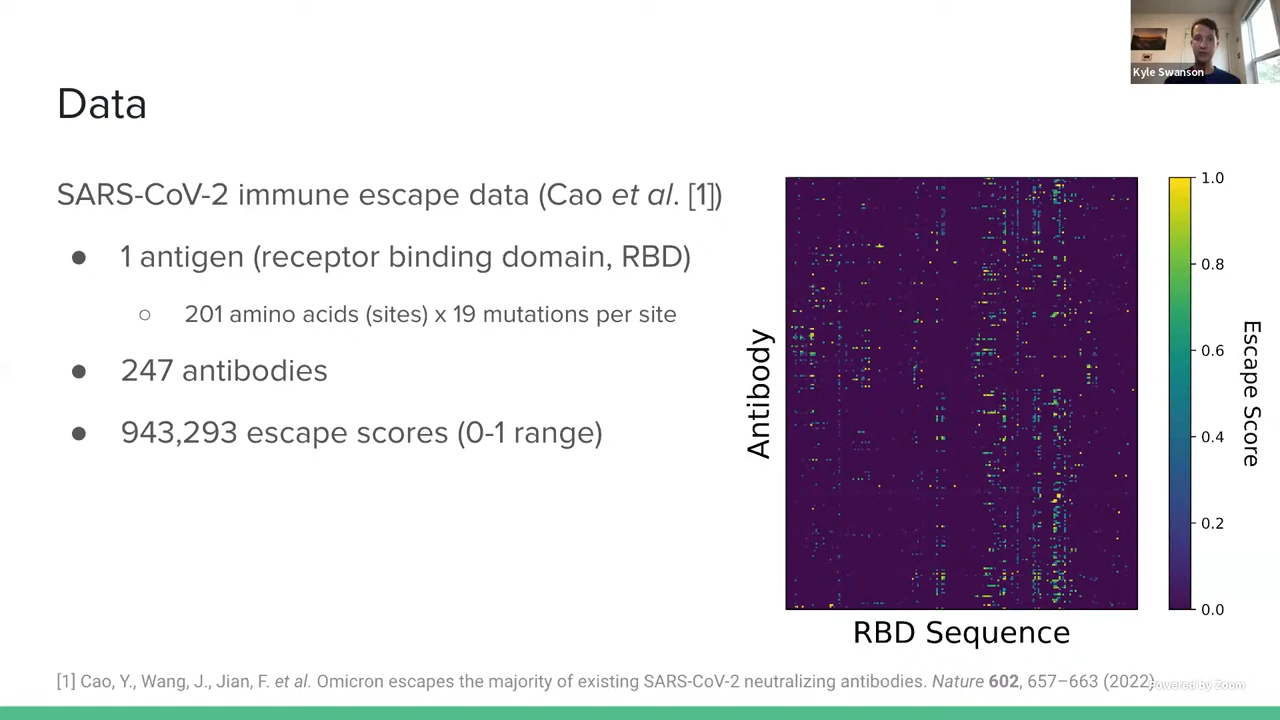 Kyle Swanson
Data
SARS-CoV-2 immune escape data (Cao et al. [1])
● 1 antigen (receptor binding domain, RBD)
○ 201 amino acids (sites) x 19 mutations per site
● 247 antibodies
● 943,293 escape scores (0-1 range)
Antibody
RBD Sequence
1.0
0.8
0.6
0.4
0.2
0.0
Escape Score
[1] Cao, Y., Wang, J., Jian, F. et al. Omicron escapes the majority of existing SARS-CoV-2 neutralizing antibodies. Nature 602, 657–663 (2022).
Powered by Zoom